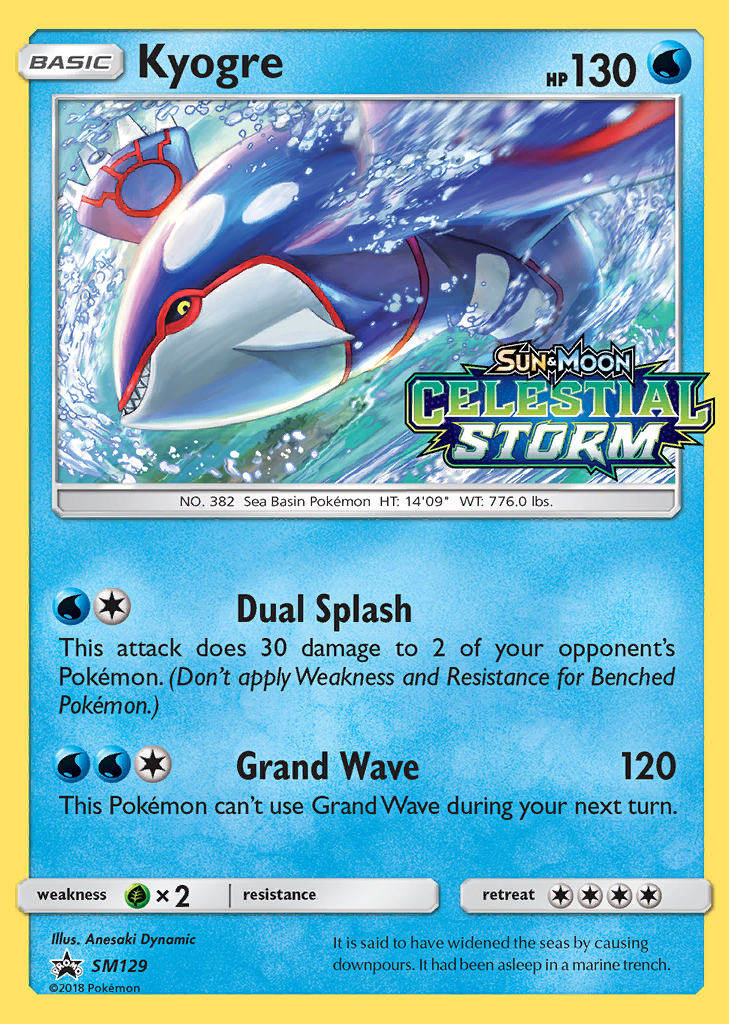 BASIC Kyogre HP 130
SUN & MOON
CELESTIAL
STORM
NO. 382 Sea Basin Pokémon HT: 14'09" WT: 776.0 lbs.
Dual Splash
This attack does 30 damage to 2 of your opponent's
Pokémon. (Don't apply Weakness and Resistance for Benched
Pokémon.)
Grand Wave 120
This Pokémon can't use Grand Wave during your next turn.
weakness × 2 resistance retreat
Illus. Anesaki Dynamic
PROMO SM129
©2018 Pokémon
It is said to have widened the seas by causing
downpours. It had been asleep in a marine trench.